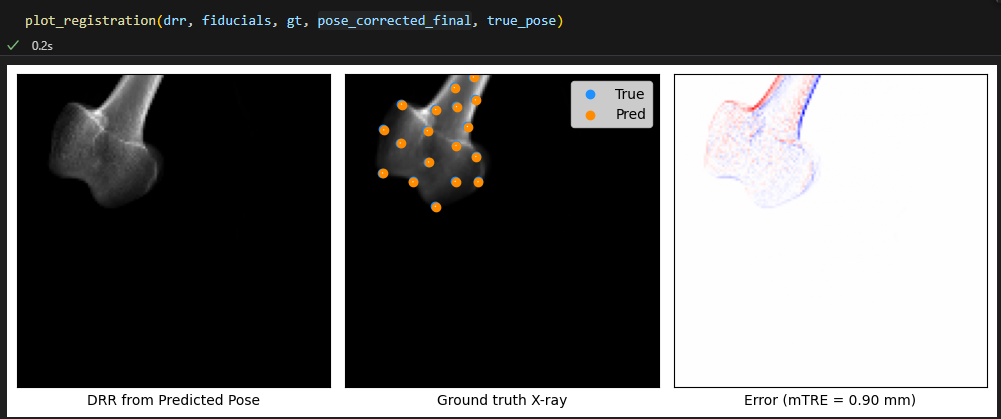 plot_registration(drr, fiducials, gt, pose_corrected_final, true_pose)
0.2s
True
Pred
DRR from Predicted Pose
Ground truth X-ray
Error (mTRE = 0.90 mm)